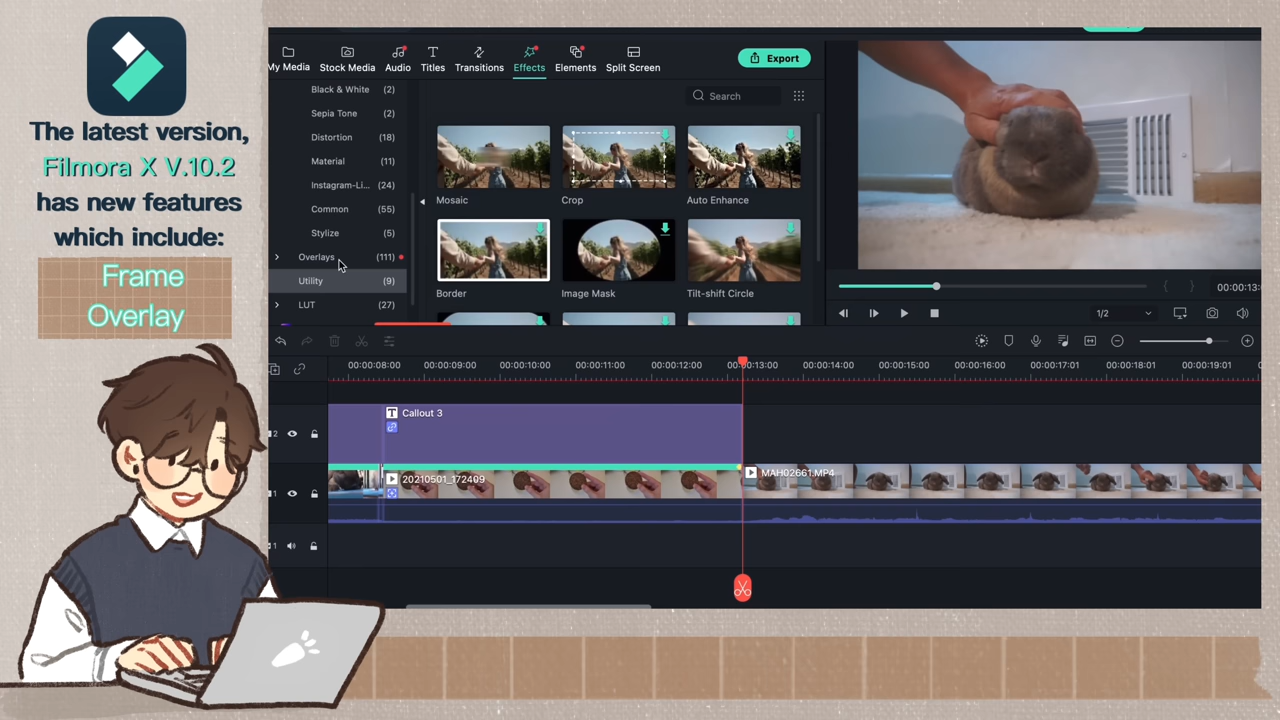 The latest version,
Filmora X V.10.2
has new features
which include:
Frame
Overlay
My Media
Stock Media
Audio
Titles
Transitions
Effects
Elements
Split Screen
Export
Black & White (2)
Sepia Tone (2)
Distortion (18)
Material (11)
Instagram-Li... (24)
Common (55)
Stylize (5)
Overlays (111)
Utility (9)
LUT (27)
Search
Mosaic
Crop
Auto Enhance
Border
Image Mask
Tilt-shift Circle
00:00:13:
1/2
00:00:08:00 00:00:09:00 00:00:10:00 00:00:11:00 00:00:12:00 00:00:13:00 00:00:14:00 00:00:15:00 00:00:16:00 00:00:17:01 00:00:18:01 00:00:19:01
2
T Callout 3
1
20210501_172409
MAH02661.MP4
1